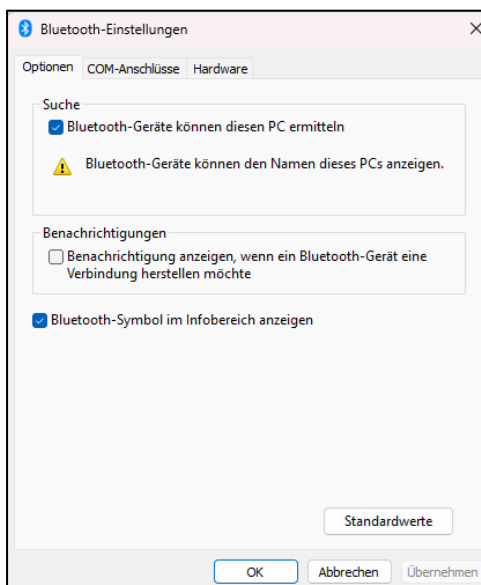 Bluetooth-Einstellungen
Optionen COM-Anschlüsse Hardware
Suche
Bluetooth-Geräte können diesen PC ermitteln
Bluetooth-Geräte können den Namen dieses PCs anzeigen.
Benachrichtigungen
Benachrichtigung anzeigen, wenn ein Bluetooth-Gerät eine
Verbindung herstellen möchte
Bluetooth-Symbol im Infobereich anzeigen
Standardwerte
OK Abbrechen Übernehmen